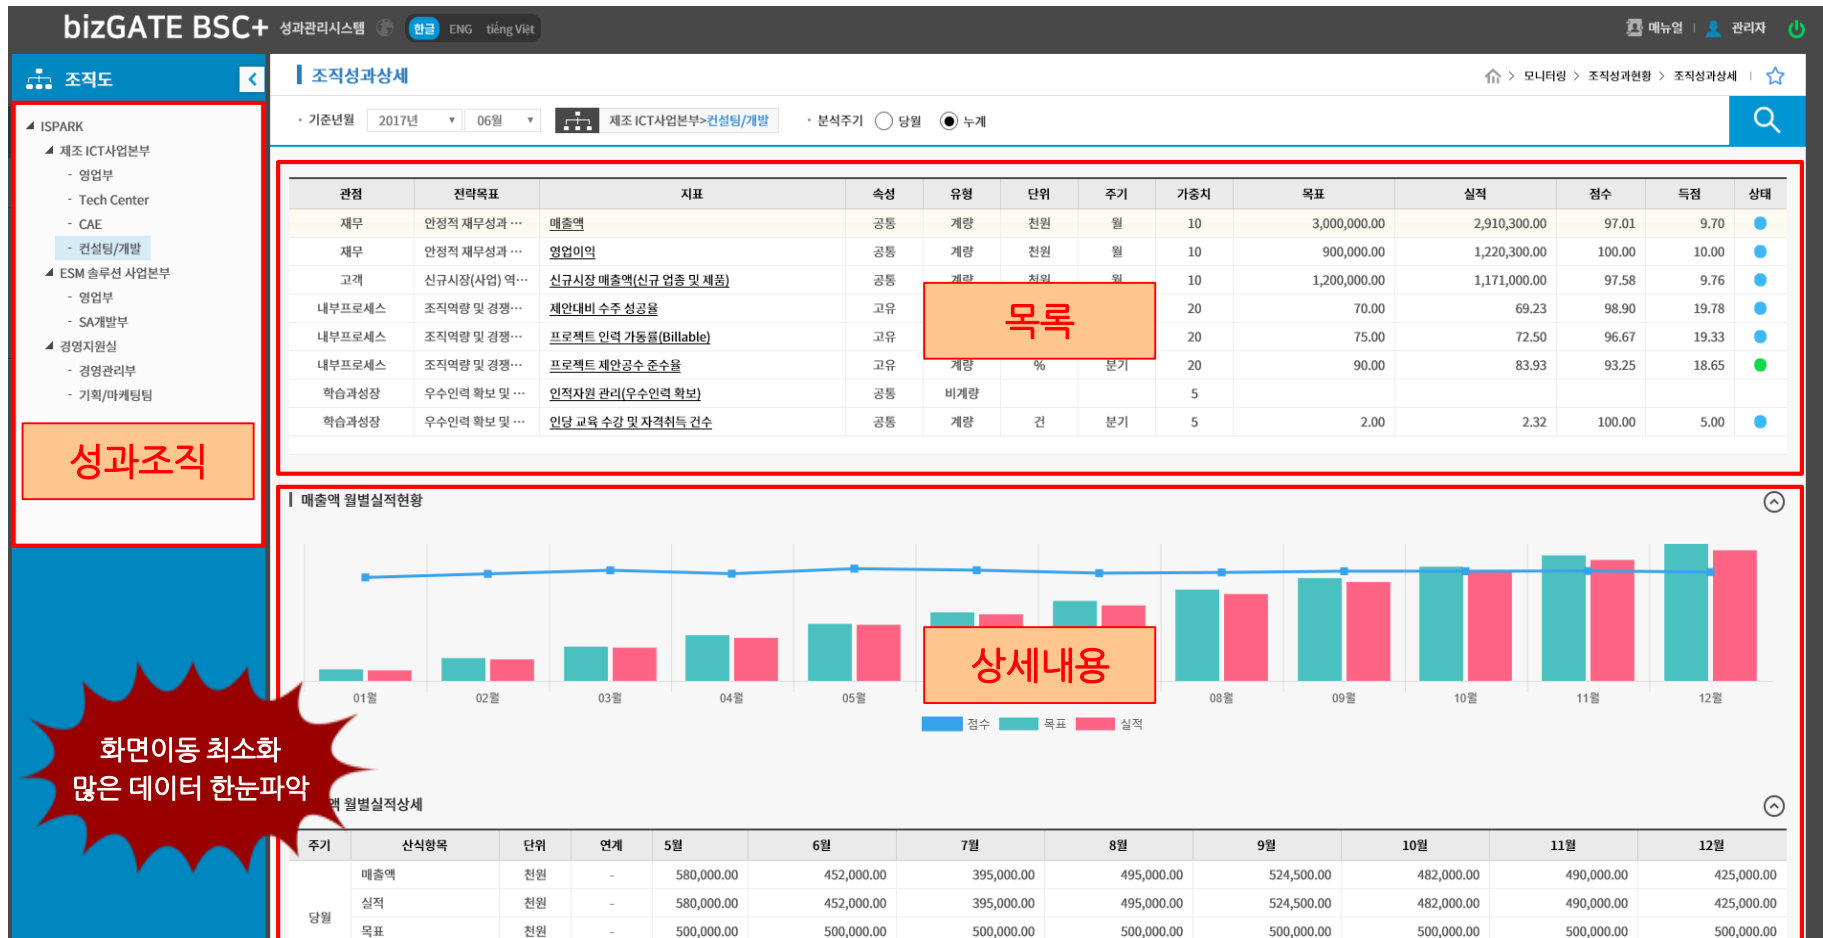 bizGATE BSC+ 성과관리시스템 한글 ENG tiếng Việt 매뉴얼 | 관리자
조직도
조직성과상세
> 모니터링 > 조직성과현황 > 조직성과상세
· 기준년월 2017년 06월 제조 ICT사업본부>컨설팅/개발 · 분석주기 당월 누계
ISPARK
제조 ICT사업본부
- 영업부
- Tech Center
- CAE
- 컨설팅/개발
ESM 솔루션 사업본부
- 영업부
- SA개발부
경영지원실
- 경영관리부
- 기획/마케팅팀
성과조직
관점 전략목표 지표 속성 유형 단위 주기 가중치 목표 실적 점수 득점 상태
재무 안정적 재무성과 ··· 매출액 공통 계량 천원 월 10 3,000,000.00 2,910,300.00 97.01 9.70
재무 안정적 재무성과 ··· 영업이익 공통 계량 천원 월 10 900,000.00 1,220,300.00 100.00 10.00
고객 신규시장(사업) 역··· 신규시장 매출액(신규 업종 및 제품) 공통 계량 천원 월 10 1,200,000.00 1,171,000.00 97.58 9.76
내부프로세스 조직역량 및 경쟁··· 제안대비 수주 성공율 고유 20 70.00 69.23 98.90 19.78
내부프로세스 조직역량 및 경쟁··· 프로젝트 인력 가동률(Billable) 고유 20 75.00 72.50 96.67 19.33
내부프로세스 조직역량 및 경쟁··· 프로젝트 제안공수 준수율 고유 계량 % 분기 20 90.00 83.93 93.25 18.65
학습과성장 우수인력 확보 및 ··· 인적자원 관리(우수인력 확보) 공통 비계량 5
학습과성장 우수인력 확보 및 ··· 인당 교육 수강 및 자격취득 건수 공통 계량 건 분기 5 2.00 2.32 100.00 5.00
목록
매출액 월별실적현황
01월 02월 03월 04월 05월 08월 09월 10월 11월 12월
점수 목표 실적
상세내용
화면이동 최소화
많은 데이터 한눈파악
액 월별실적상세
주기 산식항목 단위 연계 5월 6월 7월 8월 9월 10월 11월 12월
매출액 천원 - 580,000.00 452,000.00 395,000.00 495,000.00 524,500.00 482,000.00 490,000.00 425,000.00
당월 실적 천원 - 580,000.00 452,000.00 395,000.00 495,000.00 524,500.00 482,000.00 490,000.00 425,000.00
목표 천원 - 500,000.00 500,000.00 500,000.00 500,000.00 500,000.00 500,000.00 500,000.00 500,000.00